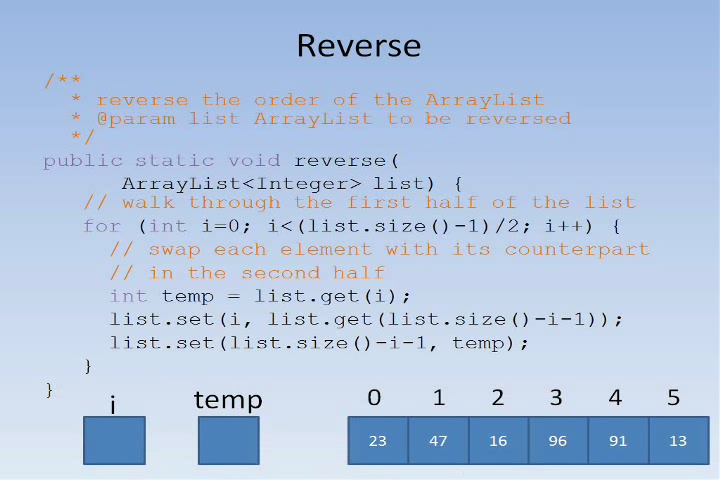 Reverse
/**
* reverse the order of the ArrayList
* @param list ArrayList to be reversed
*/
public static void reverse(
ArrayList<Integer> list) {
// walk through the first half of the list
for (int i=0; i<(list.size()-1)/2; i++) {
// swap each element with its counterpart
// in the second half
int temp = list.get(i);
list.set(i, list.get(list.size()-i-1));
list.set(list.size()-i-1, temp);
}
}
i temp 0 1 2 3 4 5
23 47 16 96 91 13